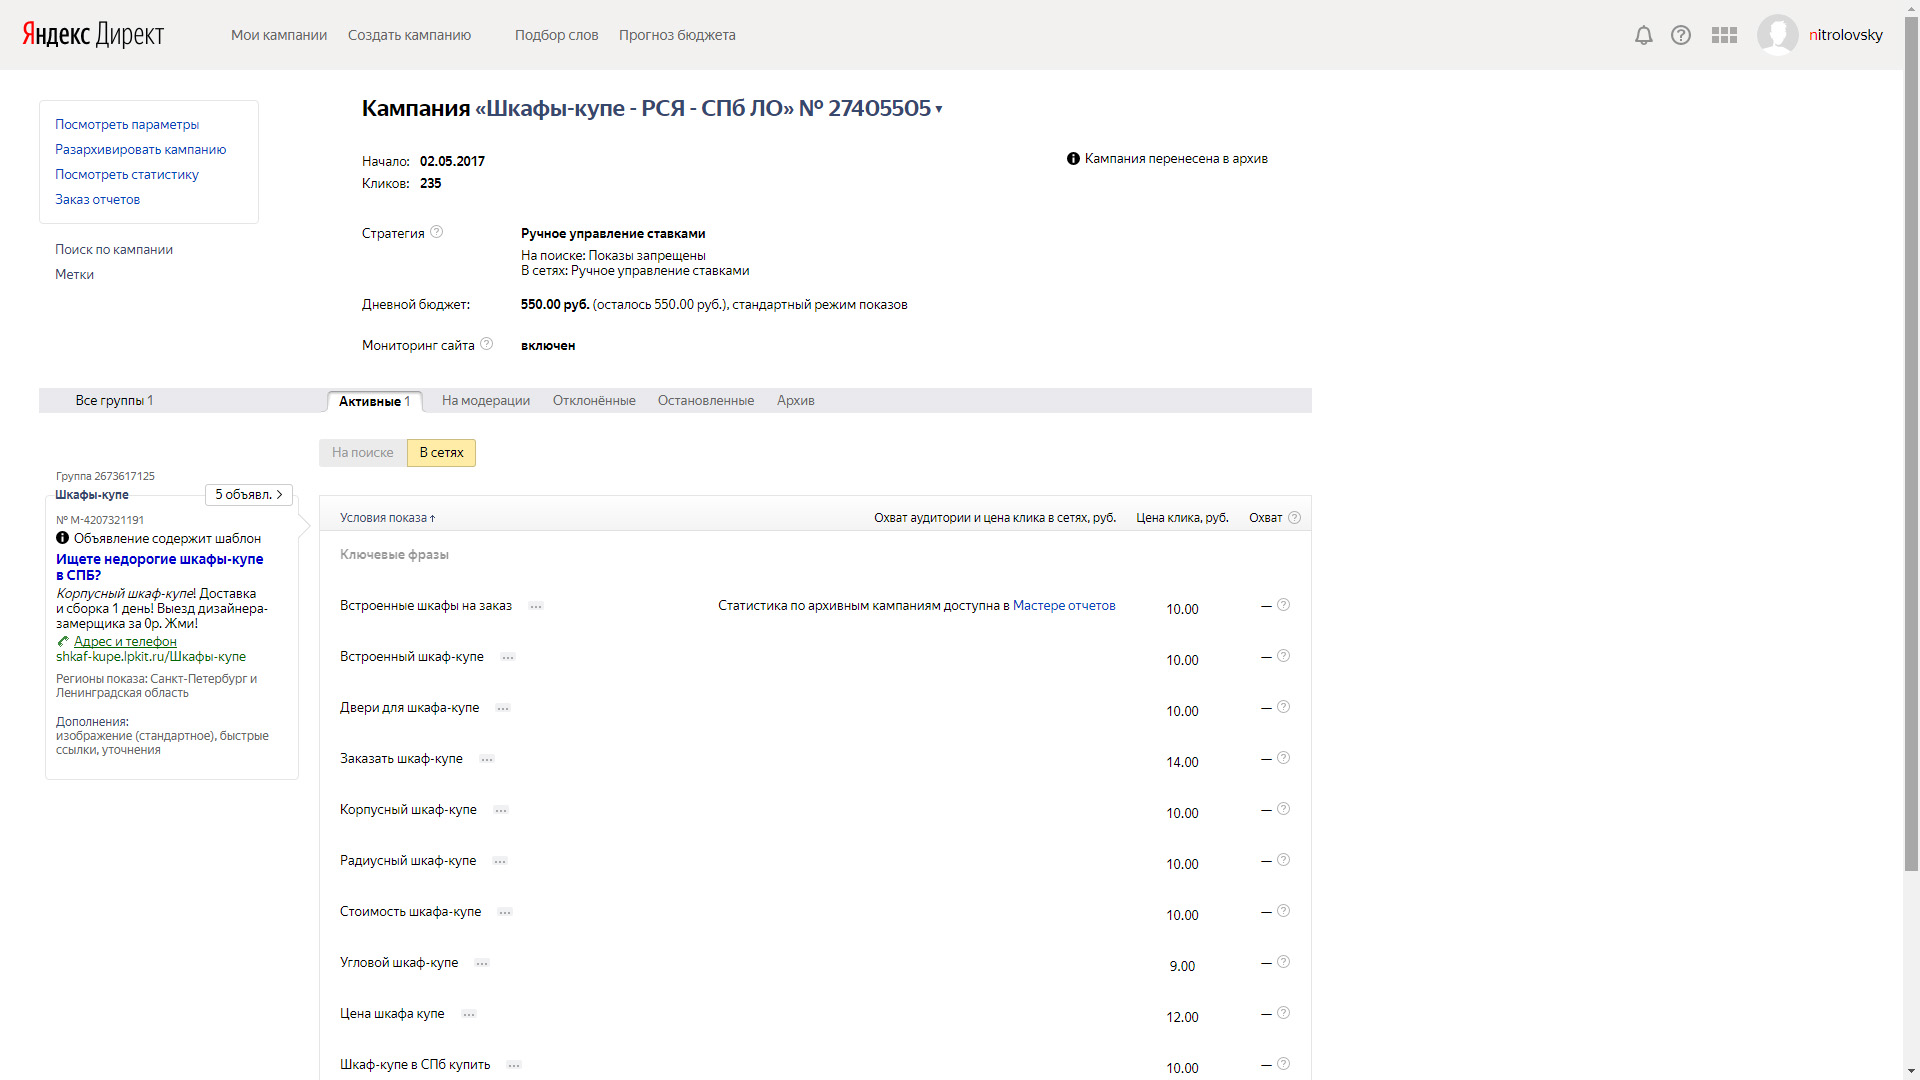 Яндекс Директ
Мои кампании Создать кампанию Подбор слов Прогноз бюджета
nitrolovsky
Посмотреть параметры
Разархивировать кампанию
Посмотреть статистику
Заказ отчетов
Поиск по кампании
Метки
Кампания «Шкафы-купе - РСЯ - СПб ЛО» № 27405505
Начало: 02.05.2017
Кликов: 235
Кампания перенесена в архив
Стратегия ? Ручное управление ставками
На поиске: Показы запрещены
В сетях: Ручное управление ставками
Дневной бюджет: 550.00 руб. (осталось 550.00 руб.), стандартный режим показов
Мониторинг сайта ? включен
Все группы 1 Активные 1 На модерации Отклонённые Остановленные Архив
На поиске В сетях
Группа 2673617125
Шкафы-купе 5 объявл. >
№ М-4207321191
Объявление содержит шаблон
Ищете недорогие шкафы-купе
в СПБ?
Корпусный шкаф-купе! Доставка
и сборка 1 день! Выезд дизайнера-
замерщика за 0р. Жми!
Адрес и телефон
shkaf-kupe.lpkit.ru/Шкафы-купе
Регионы показа: Санкт-Петербург и
Ленинградская область
Дополнения:
изображение (стандартное), быстрые
ссылки, уточнения
Условия показа ↑ Охват аудитории и цена клика в сетях, руб. Цена клика, руб. Охват ?
Ключевые фразы
Встроенные шкафы на заказ ... Статистика по архивным кампаниям доступна в Мастере отчетов 10.00 — ?
Встроенный шкаф-купе ... 10.00 — ?
Двери для шкафа-купе ... 10.00 — ?
Заказать шкаф-купе ... 14.00 — ?
Корпусный шкаф-купе ... 10.00 — ?
Радиусный шкаф-купе ... 10.00 — ?
Стоимость шкафа-купе ... 10.00 — ?
Угловой шкаф-купе ... 9.00 — ?
Цена шкафа купе ... 12.00 — ?
Шкаф-купе в СПб купить ... 10.00 — ?